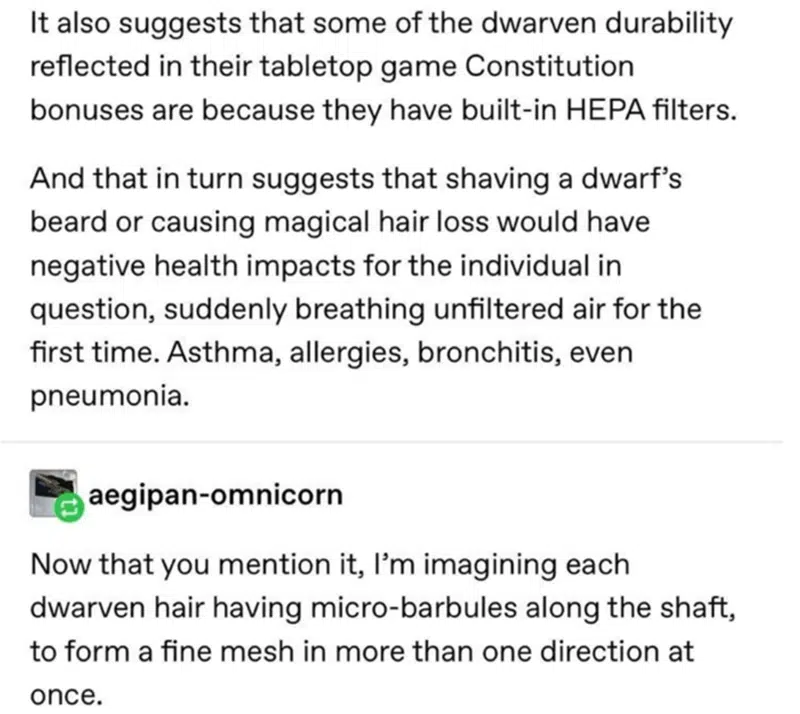 It also suggests that some of the dwarven durability
reflected in their tabletop game Constitution
bonuses are because they have built-in HEPA filters.
And that in turn suggests that shaving a dwarf's
beard or causing magical hair loss would have
negative health impacts for the individual in
question, suddenly breathing unfiltered air for the
first time. Asthma, allergies, bronchitis, even
pneumonia.
aegipan-omnicorn
Now that you mention it, I'm imagining each
dwarven hair having micro-barbules along the shaft,
to form a fine mesh in more than one direction at
once.